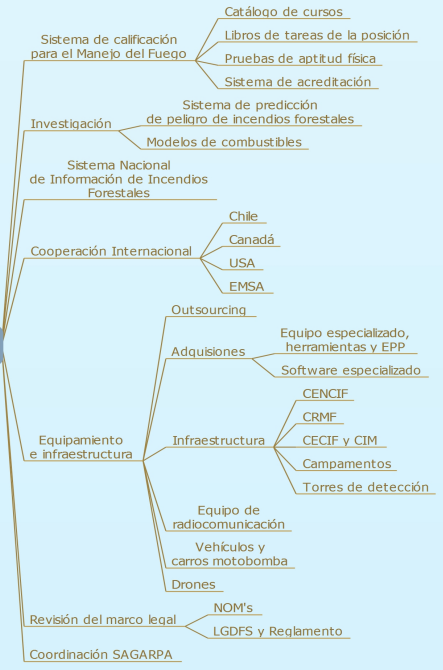 Sistema de calificación
para el Manejo del Fuego
Catálogo de cursos
Libros de tareas de la posición
Pruebas de aptitud física
Sistema de acreditación
Investigación
Sistema de predicción
de peligro de incendios forestales
Modelos de combustibles
Sistema Nacional
de Información de Incendios
Forestales
Cooperación Internacional
Chile
Canadá
USA
EMSA
Equipamiento
e infraestructura
Outsourcing
Adquisiones
Equipo especializado,
herramientas y EPP
Software especializado
Infraestructura
CENCIF
CRMF
CECIF y CIM
Campamentos
Torres de detección
Equipo de
radiocomunicación
Vehículos y
carros motobomba
Drones
Revisión del marco legal
NOM's
LGDFS y Reglamento
Coordinación SAGARPA